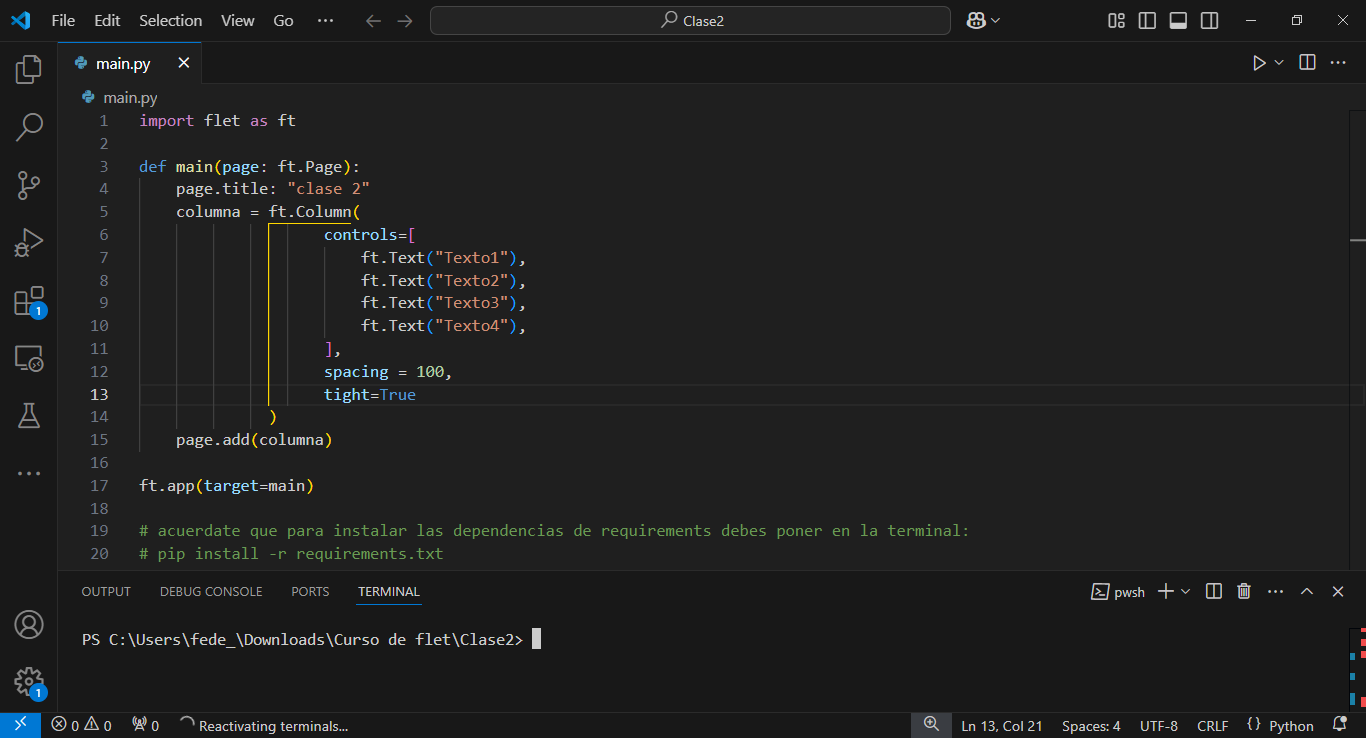 File Edit Selection View Go ··· Clase2
main.py
main.py
1 import flet as ft
2
3 def main(page: ft.Page):
4 page.title: "clase 2"
5 columna = ft.Column(
6 controls=[
7 ft.Text("Texto1"),
8 ft.Text("Texto2"),
9 ft.Text("Texto3"),
10 ft.Text("Texto4"),
11 ],
12 spacing = 100,
13 tight=True
14 )
15 page.add(columna)
16
17 ft.app(target=main)
18
19 # acuerdate que para instalar las dependencias de requirements debes poner en la terminal:
20 # pip install -r requirements.txt
1
OUTPUT DEBUG CONSOLE PORTS TERMINAL pwsh
PS C:\Users\fede_\Downloads\Curso de flet\Clase2>
1
0 0 0 Reactivating terminals... Ln 13, Col 21 Spaces: 4 UTF-8 CRLF {} Python